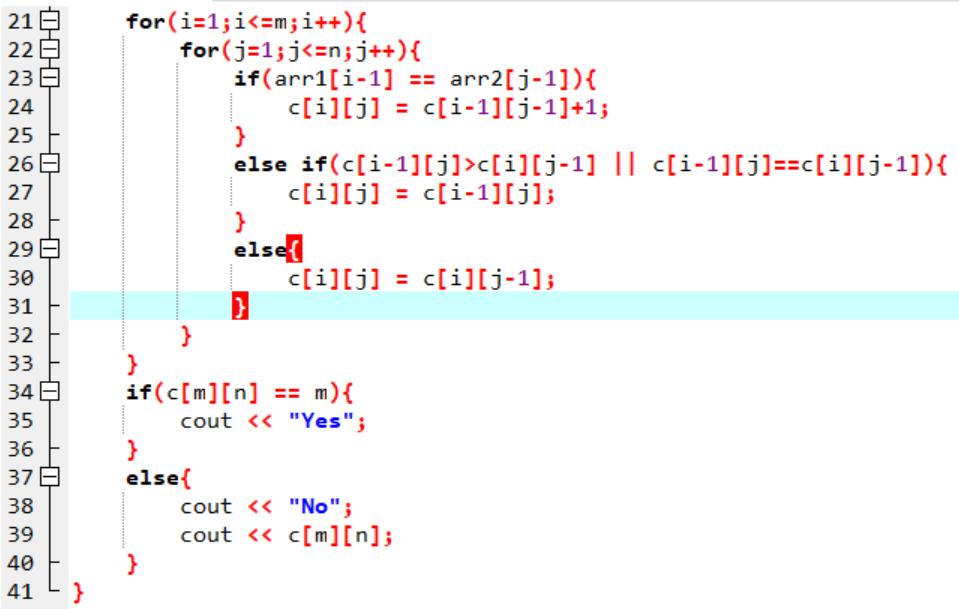 21 for(i=1;i<=m;i++){
22 for(j=1;j<=n;j++){
23 if(arr1[i-1] == arr2[j-1]){
24 c[i][j] = c[i-1][j-1]+1;
25 }
26 else if(c[i-1][j]>c[i][j-1] || c[i-1][j]==c[i][j-1]){
27 c[i][j] = c[i-1][j];
28 }
29 else{
30 c[i][j] = c[i][j-1];
31 }
32 }
33 }
34 if(c[m][n] == m){
35 cout << "Yes";
36 }
37 else{
38 cout << "No";
39 cout << c[m][n];
40 }
41 }